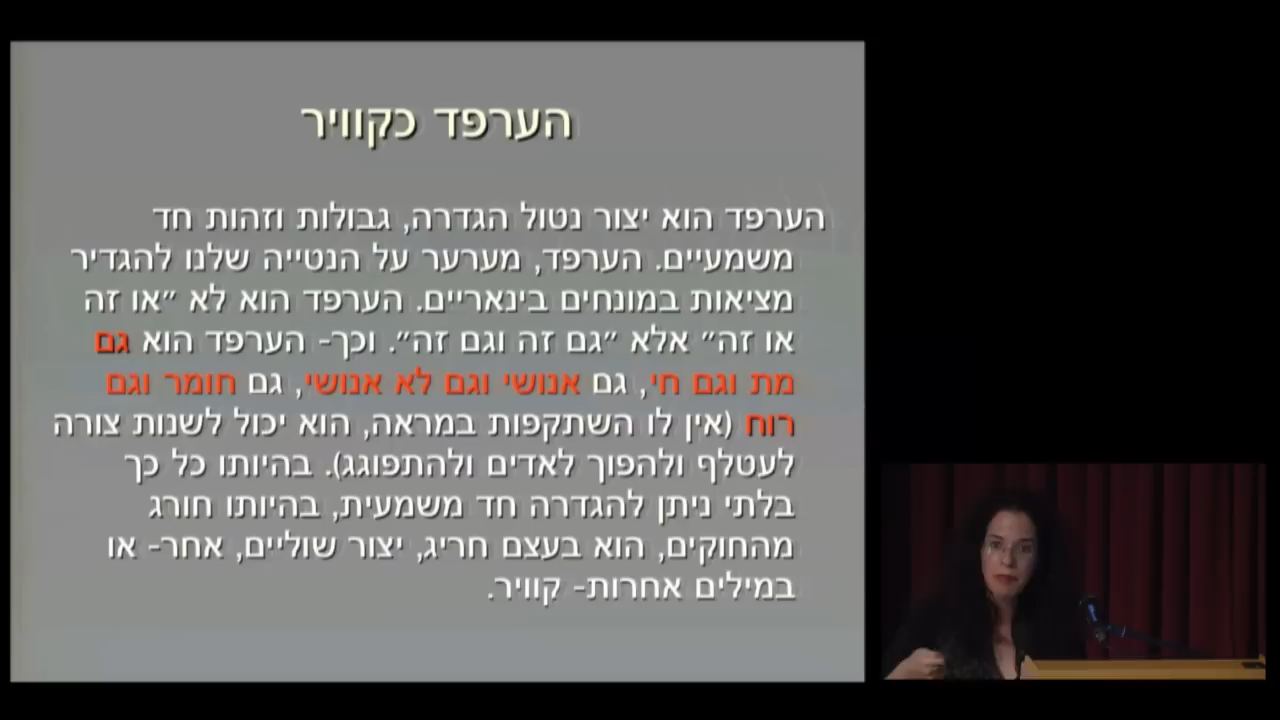 הערפד כקוויר
הערפד הוא יצור נטול הגדרה, גבולות וזהות חד
משמעיים. הערפד, מערער על הנטייה שלנו להגדיר
מציאות במונחים בינאריים. הערפד הוא לא ״או זה
או זה״ אלא ״גם זה וגם זה״. וכך- הערפד הוא גם
מת וגם חי, גם אנושי וגם לא אנושי, גם חומר וגם
רוח (אין לו השתקפות במראה, הוא יכול לשנות צורה
לעטלף ולהפוך לאדים ולהתפוגג). בהיותו כל כך
בלתי ניתן להגדרה חד משמעית, בהיותו חורג
מהחוקים, הוא בעצם חריג, יצור שוליים, אחר- או
במילים אחרות- קוויר.